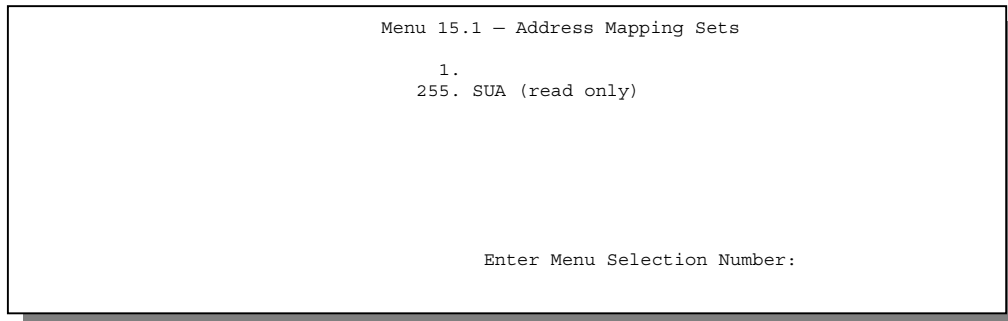 Menu 15.1 — Address Mapping Sets
1.
255. SUA (read only)
Enter Menu Selection Number: